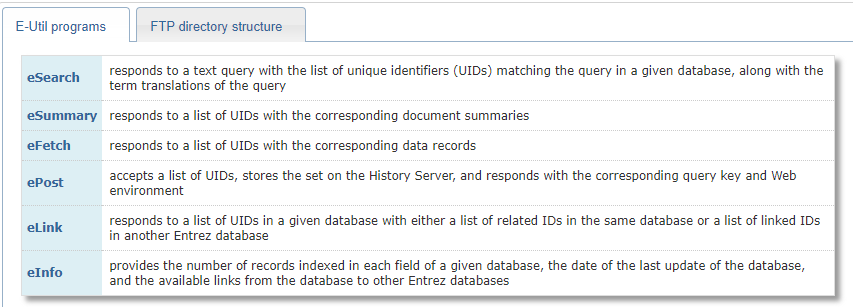 E-Util programs
FTP directory structure
eSearch
responds to a text query with the list of unique identifiers (UIDs) matching the query in a given database, along with the
term translations of the query
eSummary
responds to a list of UIDs with the corresponding document summaries
eFetch
responds to a list of UIDs with the corresponding data records
ePost
accepts a list of UIDs, stores the set on the History Server, and responds with the corresponding query key and Web
environment
eLink
responds to a list of UIDs in a given database with either a list of related IDs in the same database or a list of linked IDs
in another Entrez database
eInfo
provides the number of records indexed in each field of a given database, the date of the last update of the database,
and the available links from the database to other Entrez databases